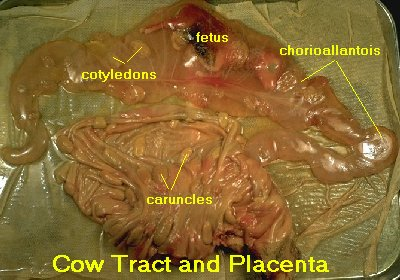 fetus
chorioallantois
cotyledons
caruncles
Cow Tract and Placenta